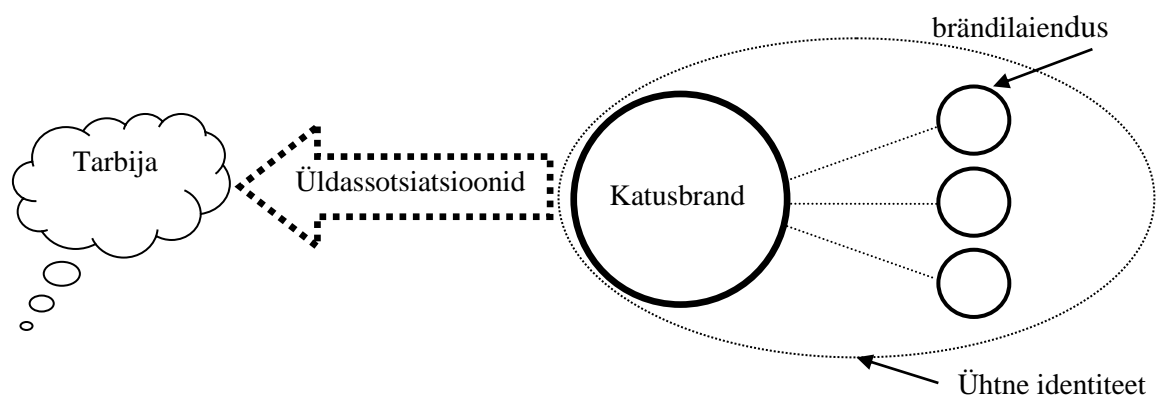 brändilaiendus
Tarbija
Üldassotsiatsioonid
Katusbrand
Ühtne identiteet